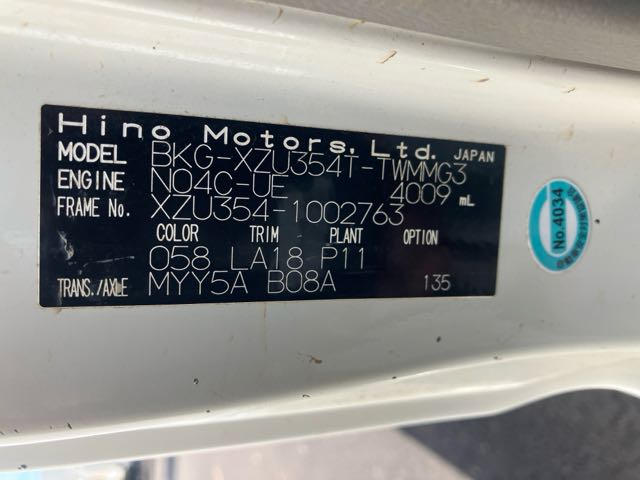 Hino Motors, Ltd. JAPAN
MODEL BKG-XZU354T-TWMMG3
ENGINE N04C-UE 4009 mL
FRAME No. XZU354-1002763
COLOR TRIM PLANT OPTION
058 LA18 P11
TRANS./AXLE MYY5A B08A 135
No.4034